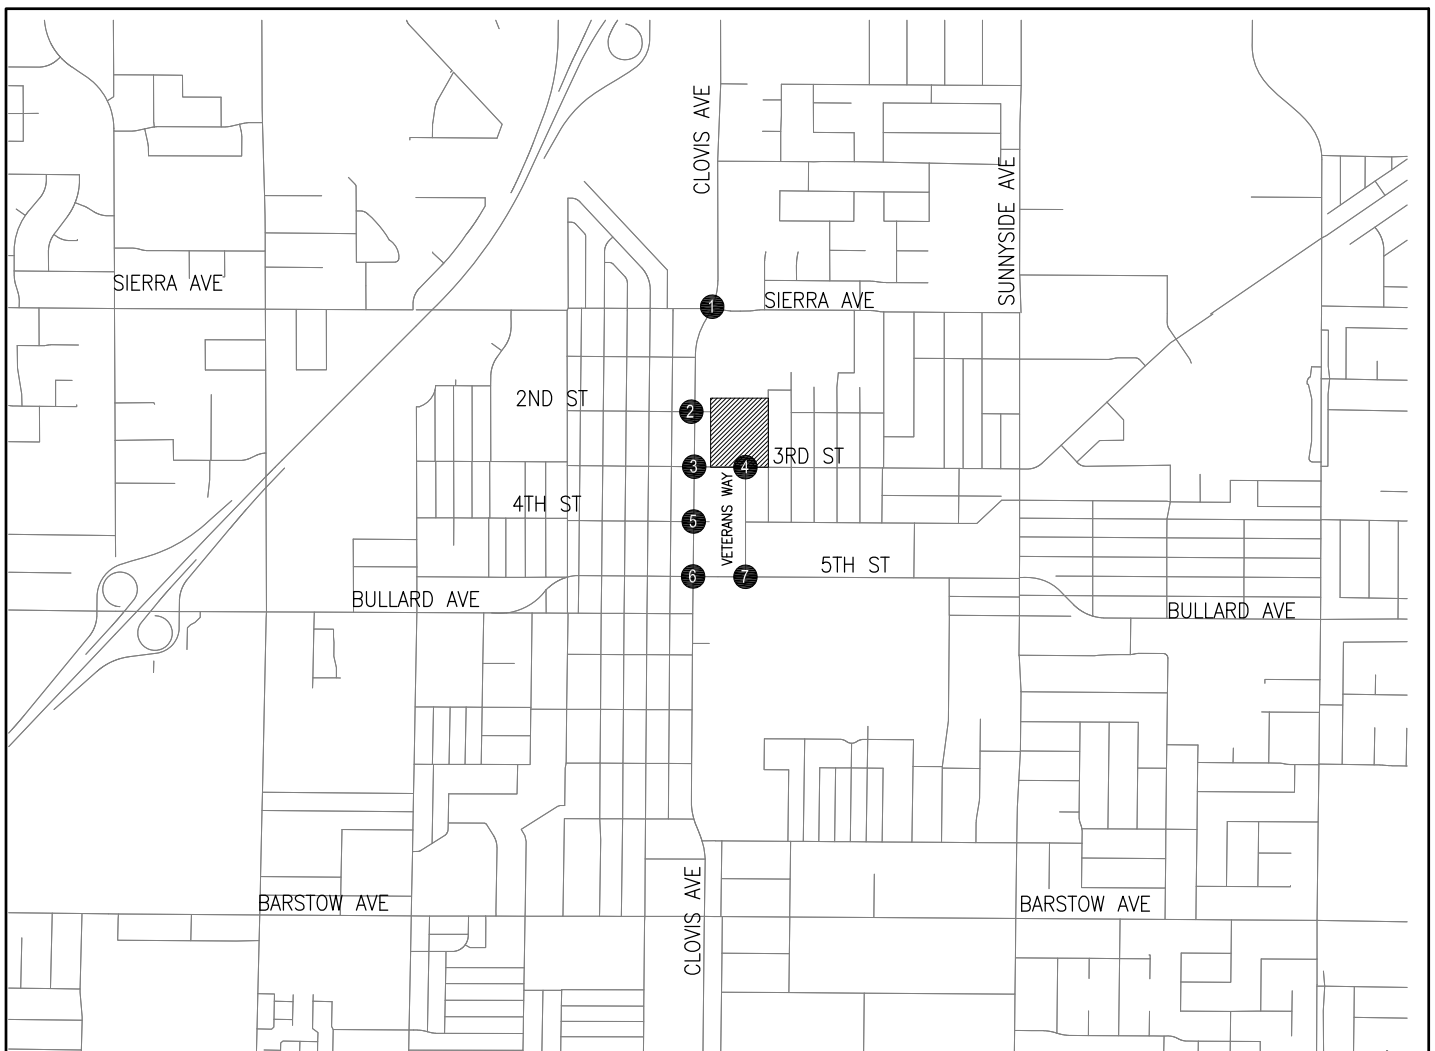 CLOVIS AVE
SUNNYSIDE AVE
SIERRA AVE
1
SIERRA AVE
2ND ST
2
3RD ST
3
4
4TH ST
VETERANS WAY
5
5TH ST
6
7
BULLARD AVE
BULLARD AVE
CLOVIS AVE
BARSTOW AVE
BARSTOW AVE